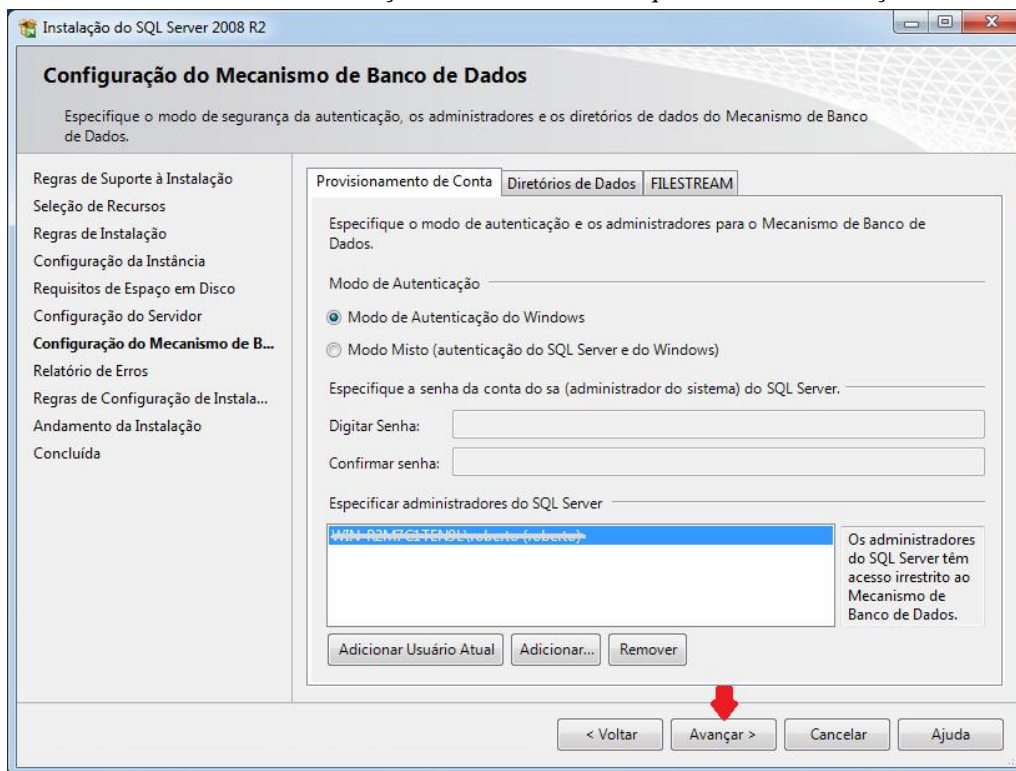 Instalação do SQL Server 2008 R2
Configuração do Mecanismo de Banco de Dados
Especifique o modo de segurança da autenticação, os administradores e os diretórios de dados do Mecanismo de Banco
de Dados.
Regras de Suporte à Instalação
Seleção de Recursos
Regras de Instalação
Configuração da Instância
Requisitos de Espaço em Disco
Configuração do Servidor
Configuração do Mecanismo de B...
Relatório de Erros
Regras de Configuração de Instala...
Andamento da Instalação
Concluída
Provisionamento de Conta Diretórios de Dados FILESTREAM
Especifique o modo de autenticação e os administradores para o Mecanismo de Banco de
Dados.
Modo de Autenticação
Modo de Autenticação do Windows
Modo Misto (autenticação do SQL Server e do Windows)
Especifique a senha da conta do sa (administrador do sistema) do SQL Server.
Digitar Senha:
Confirmar senha:
Especificar administradores do SQL Server
(roberto)
Os administradores
do SQL Server têm
acesso irrestrito ao
Mecanismo de
Banco de Dados.
Adicionar Usuário Atual Adicionar... Remover
< Voltar Avançar > Cancelar Ajuda